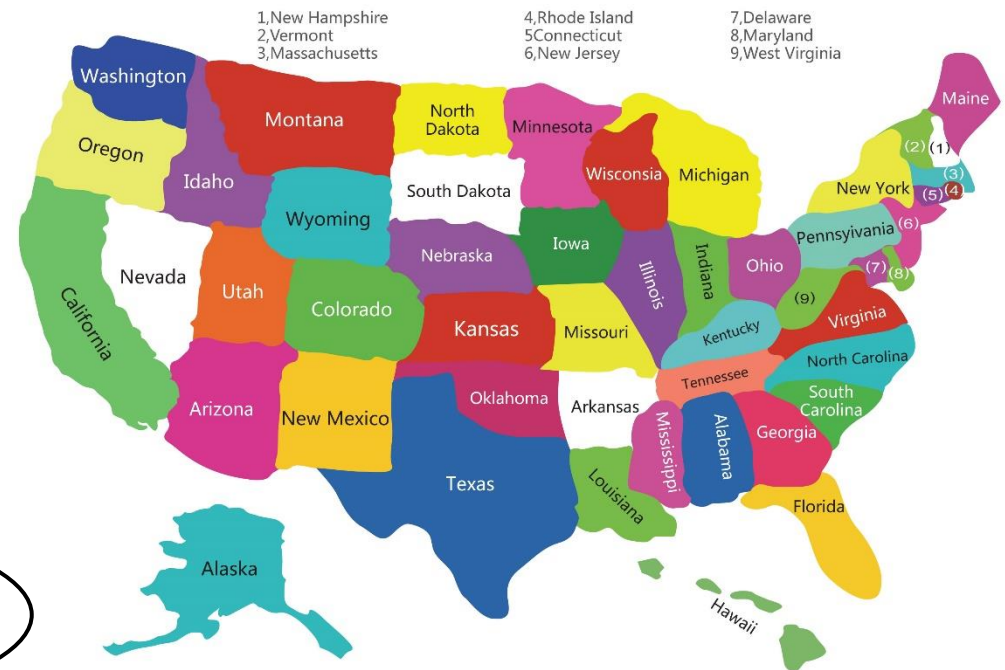 1,New Hampshire
2,Vermont
3,Massachusetts
4,Rhode Island
5Connecticut
6,New Jersey
7,Delaware
8,Maryland
9,West Virginia
Washington
Oregon
California
Nevada
Idaho
Montana
Wyoming
Utah
Colorado
Arizona
New Mexico
North
Dakota
South Dakota
Nebraska
Kansas
Oklahoma
Texas
Minnesota
Iowa
Missouri
Arkansas
Louisiana
Wisconsia
Illinois
Michigan
Indiana
Ohio
Kentucky
Tennessee
Mississippi
Alabama
Georgia
Florida
South
Carolina
North Carolina
Virginia
(9)
Pennsyivania
New York
Maine
(1)
(2)
(3)
(4)
(5)
(6)
(7)
(8)
Alaska
Hawaii